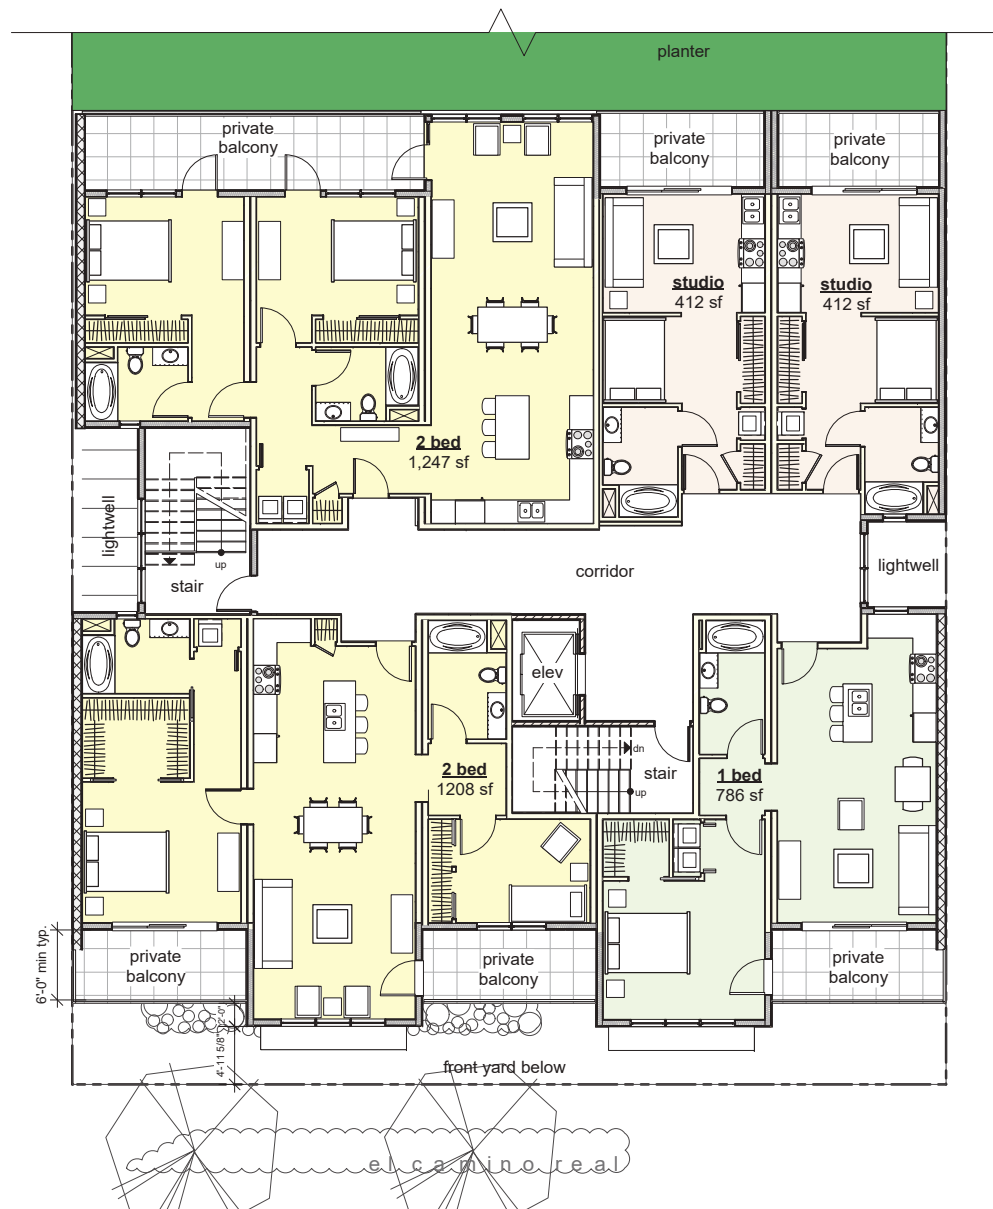 planter
private
balcony
private
balcony
private
balcony
studio
412 sf
studio
412 sf
2 bed
1,247 sf
lightwell
up
stair
corridor
lightwell
elev
2 bed
1208 sf
dn
stair
up
1 bed
786 sf
6'-0" min typ.
private
balcony
private
balcony
private
balcony
2'-0"
4'-11 5/8"
front yard below
el camino real